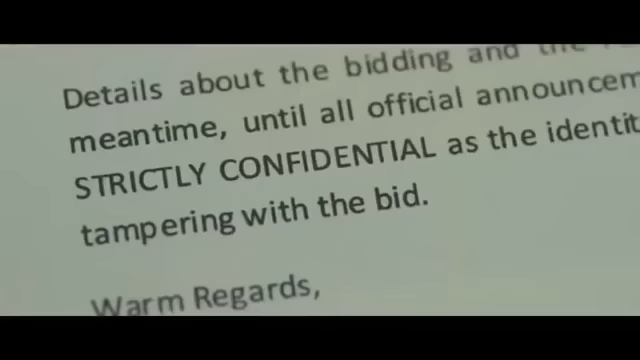 Details about the bidding and the
meantime, until all official announcem
STRICTLY CONFIDENTIAL as the identit
tampering with the bid.
Warm Regards,